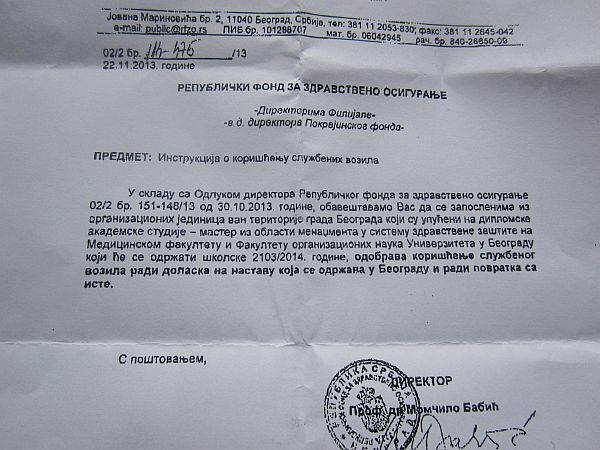 Јована Мариновића бр. 2, 11040 Београд, Србија, тел: 381 11 2053-830; факс: 381 11 2645-042
e-mail: public@rfzo.rs ПИБ бр. 101288707 мат. бр. 06042945 рач. бр. 840-26650-09
02/2 бр. /13
22.11.2013. године
РЕПУБЛИЧКИ ФОНД ЗА ЗДРАВСТВЕНО ОСИГУРАЊЕ
-Директорима Филијале-
-в.д. директора Покрајинског фонда-
ПРЕДМЕТ: Инструкција о коришћењу службених возила
У складу са Одлуком директора Републичког фонда за здравствено осигурање
02/2 бр. 151-148/13 од 30.10.2013. године, обавештавамо Вас да се запосленима из
организационих јединица ван територије града Београда који су упућени на дипломске
академске студије – мастер из области менаџмента у систему здравствене заштите на
Медицинском факултету и Факултету организационих наука Универзитета у Београду
који ће се одржати школске 2103/2014. године, одобрава коришћење службеног
возила ради доласка на наставу која се одржава у Београду и ради повратка са
исте.
С поштовањем,
ДИРЕКТОР
Проф. др Момчило Бабић